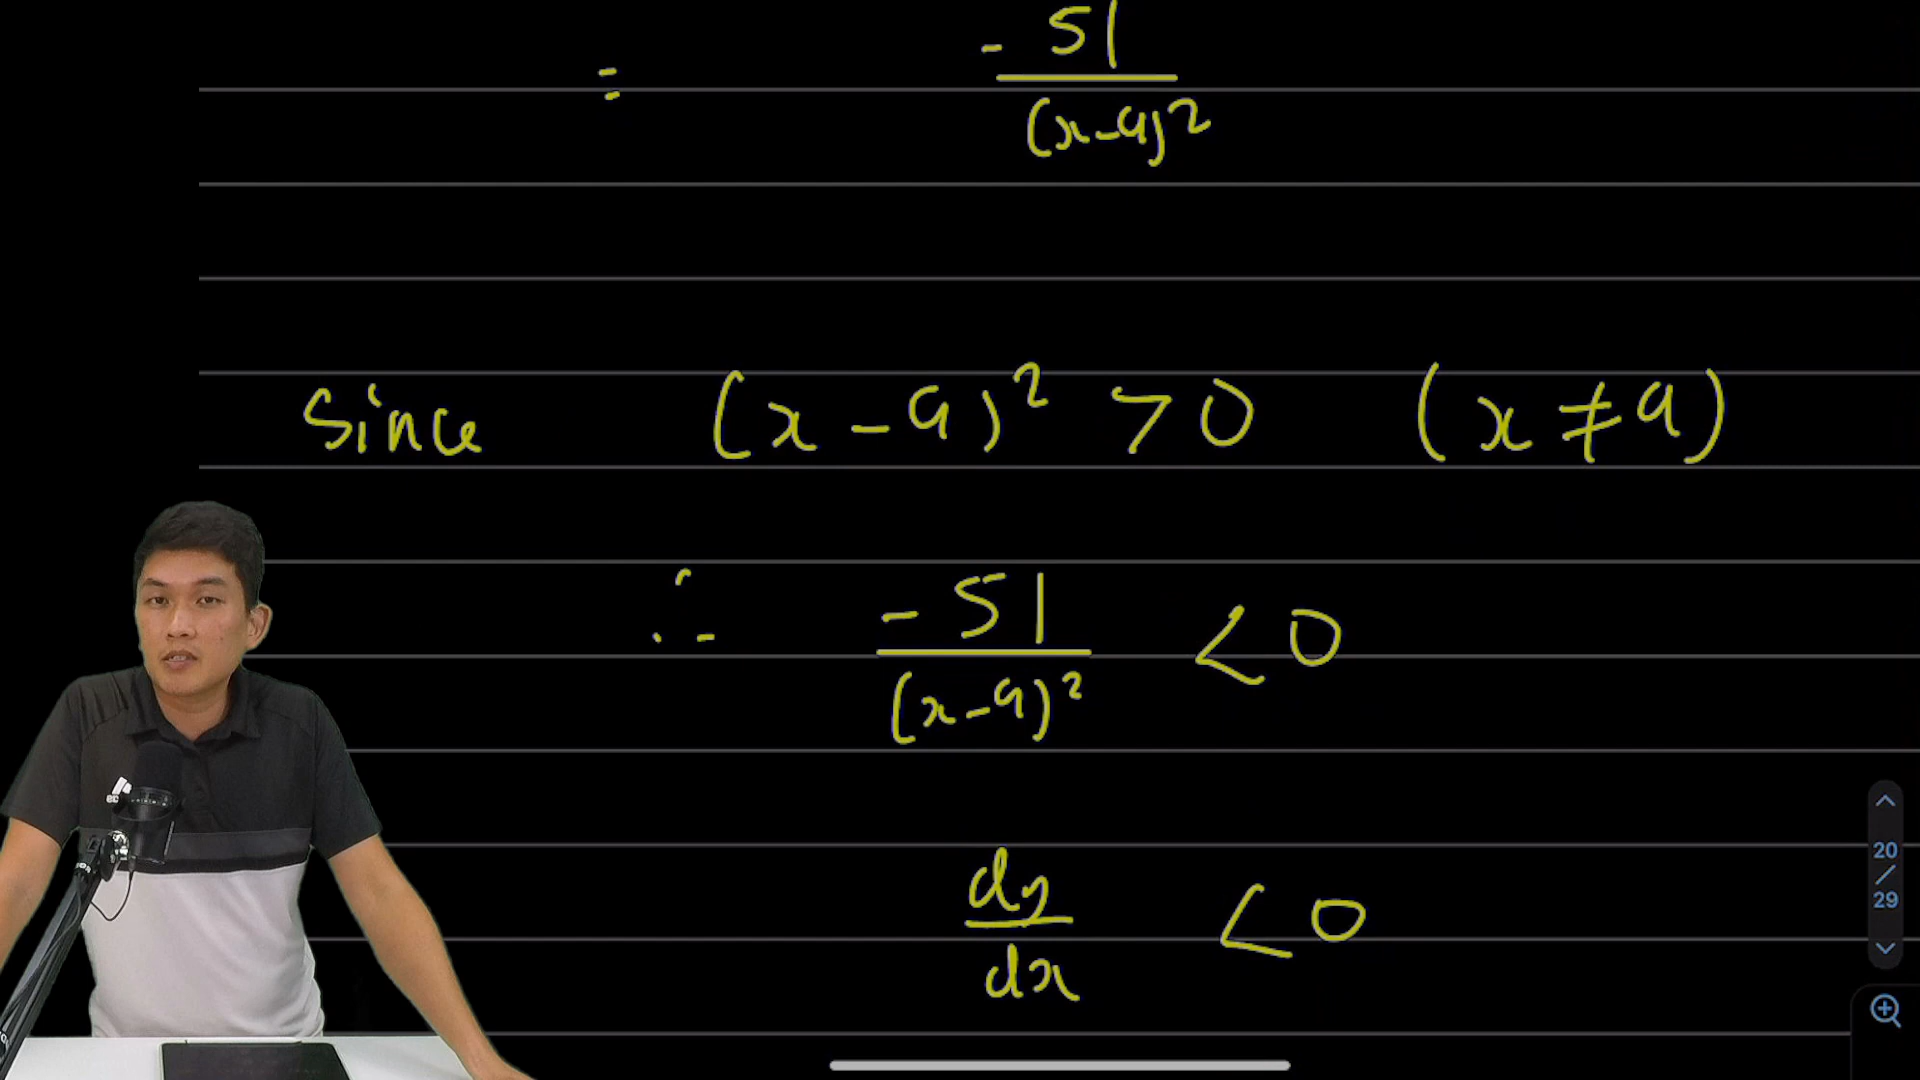 = -51/(x-9)²
Since (x-9)² >0 (x≠9)
∴ -51/(x-9)² <0
dy/dx <0
20
/
29